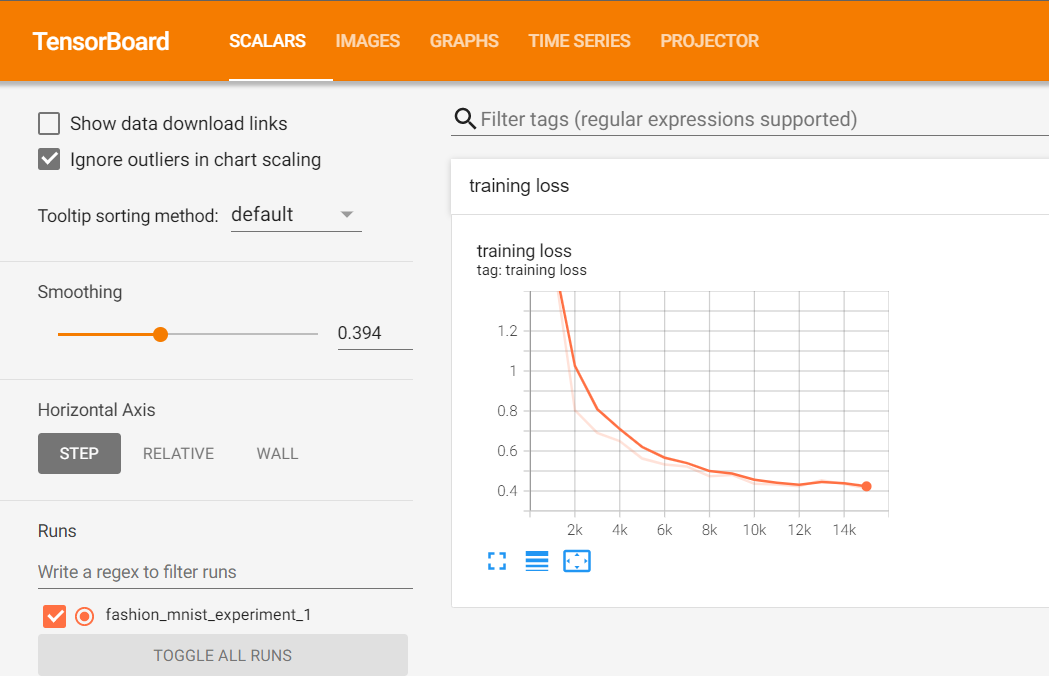 TensorBoard SCALARS IMAGES GRAPHS TIME SERIES PROJECTOR
Show data download links
Ignore outliers in chart scaling
Tooltip sorting method: default
Smoothing
0.394
Horizontal Axis
STEP RELATIVE WALL
Runs
Write a regex to filter runs
fashion_mnist_experiment_1
TOGGLE ALL RUNS
Filter tags (regular expressions supported)
training loss
training loss
tag: training loss
1.2
1
0.8
0.6
0.4
2k 4k 6k 8k 10k 12k 14k